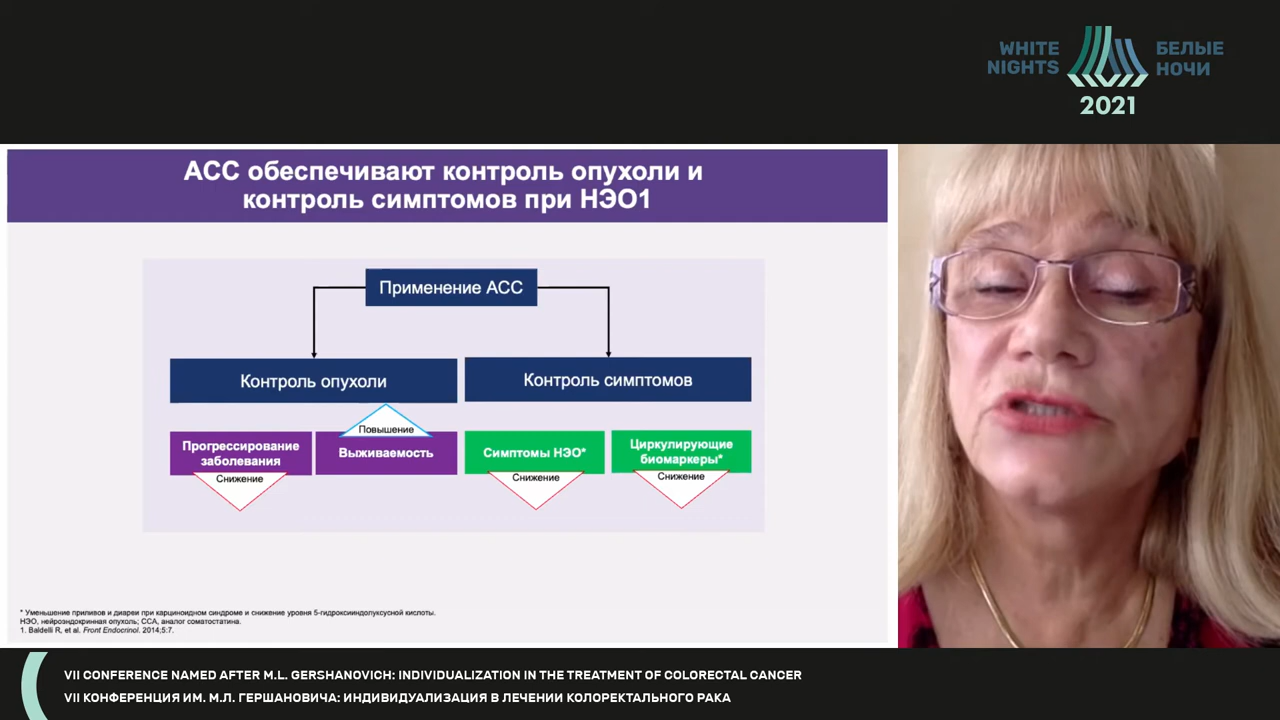 WHITE
NIGHTS
БЕЛЫЕ
НОЧИ
2021
АСС обеспечивают контроль опухоли и
контроль симптомов при НЭО1
Применение АСС
Контроль опухоли
Контроль симптомов
Повышение
Прогрессирование
заболевания
Выживаемость
Симптомы НЭО*
Циркулирующие
биомаркеры*
Снижение
Снижение
Снижение
* Уменьшение приливов и диареи при карциноидном синдроме и снижение уровня 5-гидроксииндолуксусной кислоты.
НЭО, нейроэндокринная опухоль; ССА, аналог соматостатина.
1. Baldelli R, et al. Front Endocrinol. 2014;5:7.
VII CONFERENCE NAMED AFTER M.L. GERSHANOVICH: INDIVIDUALIZATION IN THE TREATMENT OF COLORECTAL CANCER
VII КОНФЕРЕНЦИЯ ИМ. М.Л. ГЕРШАНОВИЧА: ИНДИВИДУАЛИЗАЦИЯ В ЛЕЧЕНИИ КОЛОРЕКТАЛЬНОГО РАКА